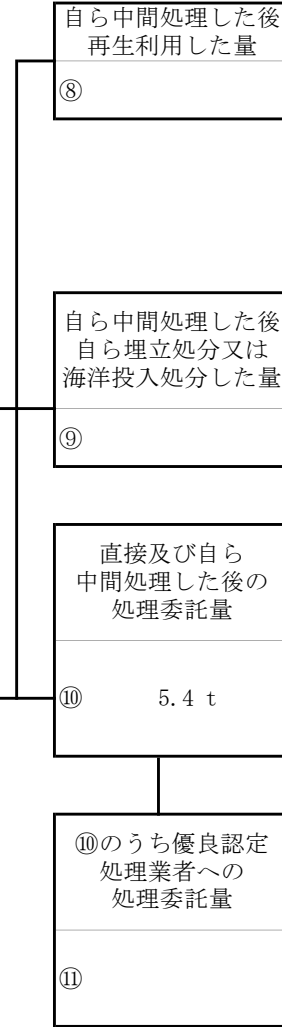 自ら中間処理した後
再生利用した量
⑧
自ら中間処理した後
自ら埋立処分又は
海洋投入処分した量
⑨
直接及び自ら
中間処理した後の
処理委託量
⑩ 5.4 t
⑩のうち優良認定
処理業者への
処理委託量
⑪